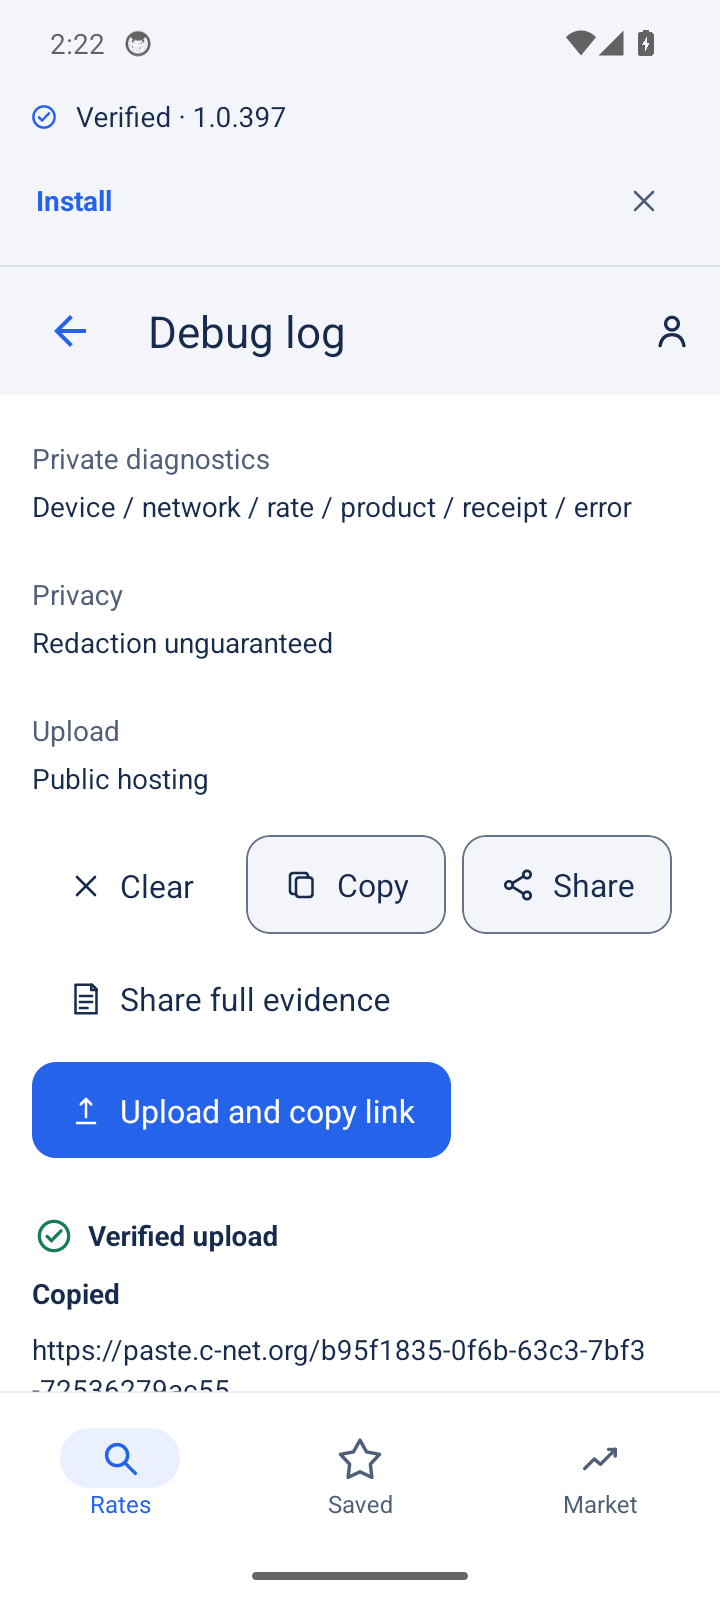 2:22
Verified · 1.0.397
Install
Debug log
Private diagnostics
Device / network / rate / product / receipt / error
Privacy
Redaction unguaranteed
Upload
Public hosting
Clear
Copy
Share
Share full evidence
Upload and copy link
Verified upload
Copied
https://paste.c-net.org/b95f1835-0f6b-63c3-7bf3
-72536279ac55
Rates
Saved
Market